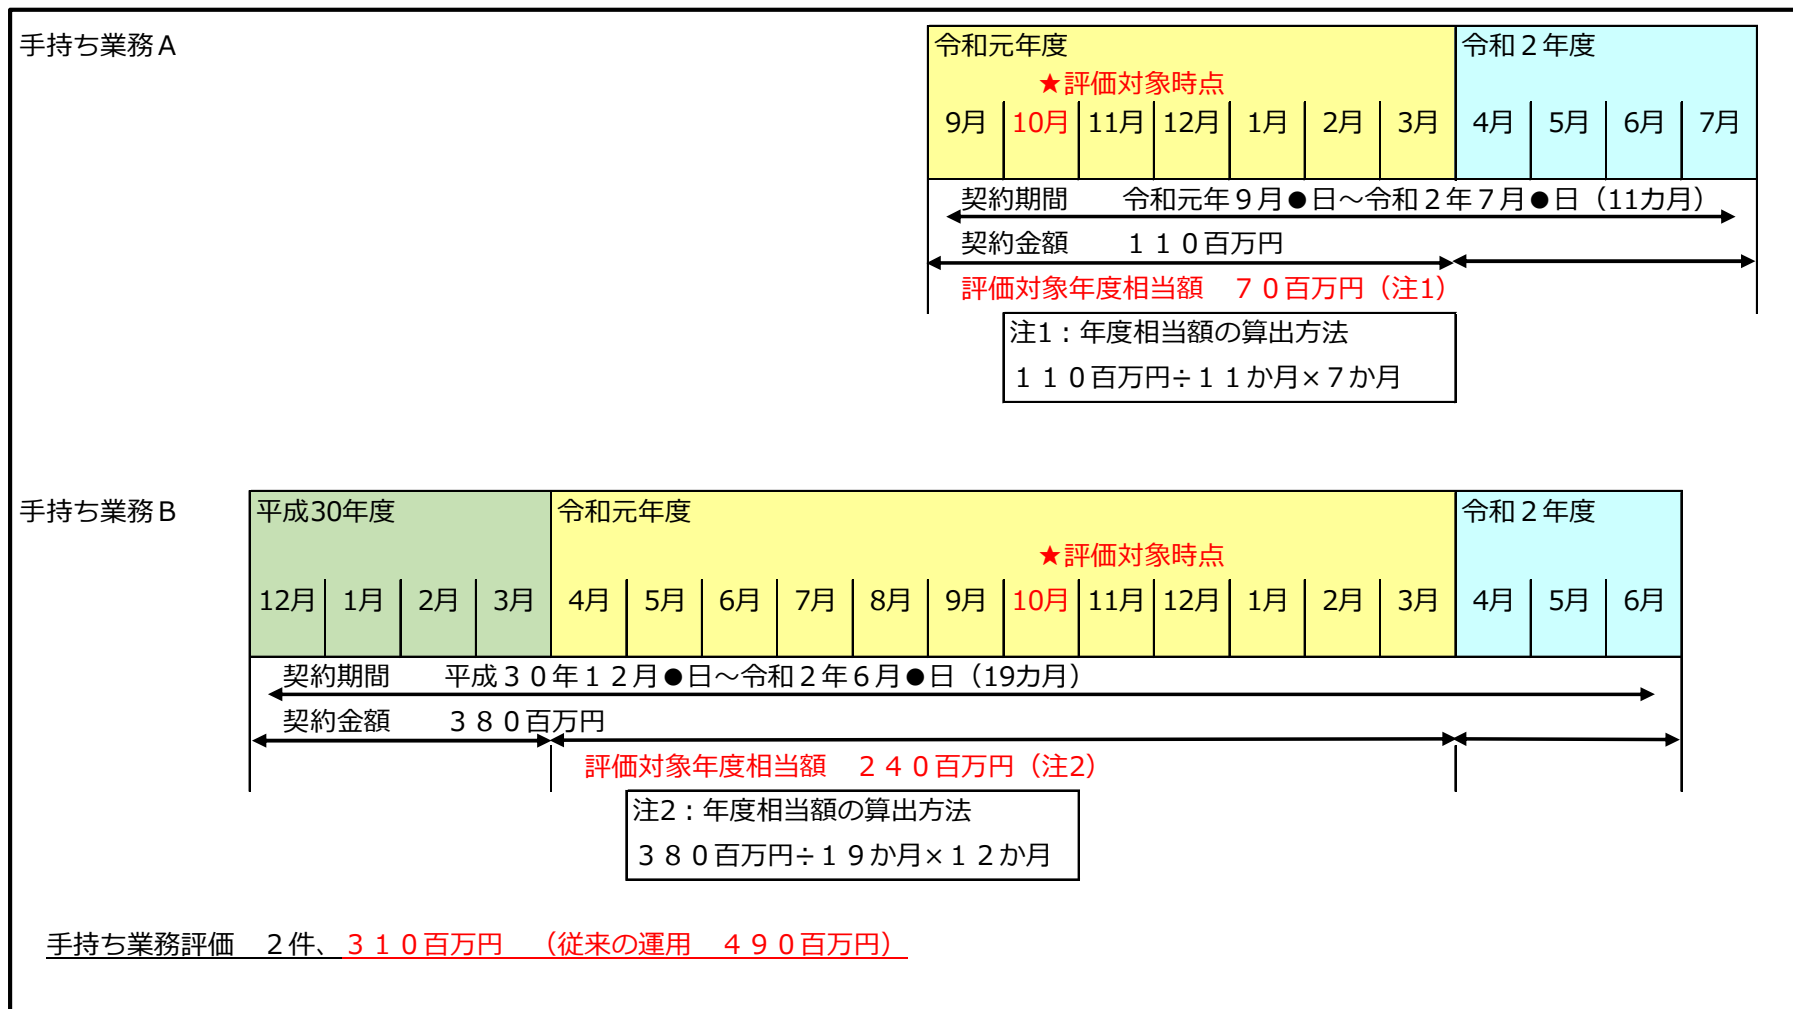 手持ち業務A
令和元年度 令和２年度
★評価対象時点
9月 10月 11月 12月 1月 2月 3月 4月 5月 6月 7月
契約期間 令和元年９月●日～令和２年７月●日（11カ月）
契約金額 １１０百万円
評価対象年度相当額 ７０百万円（注1）
注1：年度相当額の算出方法
１１０百万円÷１１か月×７か月
手持ち業務B
平成30年度 令和元年度 令和２年度
★評価対象時点
12月 1月 2月 3月 4月 5月 6月 7月 8月 9月 10月 11月 12月 1月 2月 3月 4月 5月 6月
契約期間 平成３０年１２月●日～令和２年６月●日（19カ月）
契約金額 ３８０百万円
評価対象年度相当額 ２４０百万円（注2）
注2：年度相当額の算出方法
３８０百万円÷１９か月×１２か月
手持ち業務評価 ２件、３１０百万円 （従来の運用 ４９０百万円）